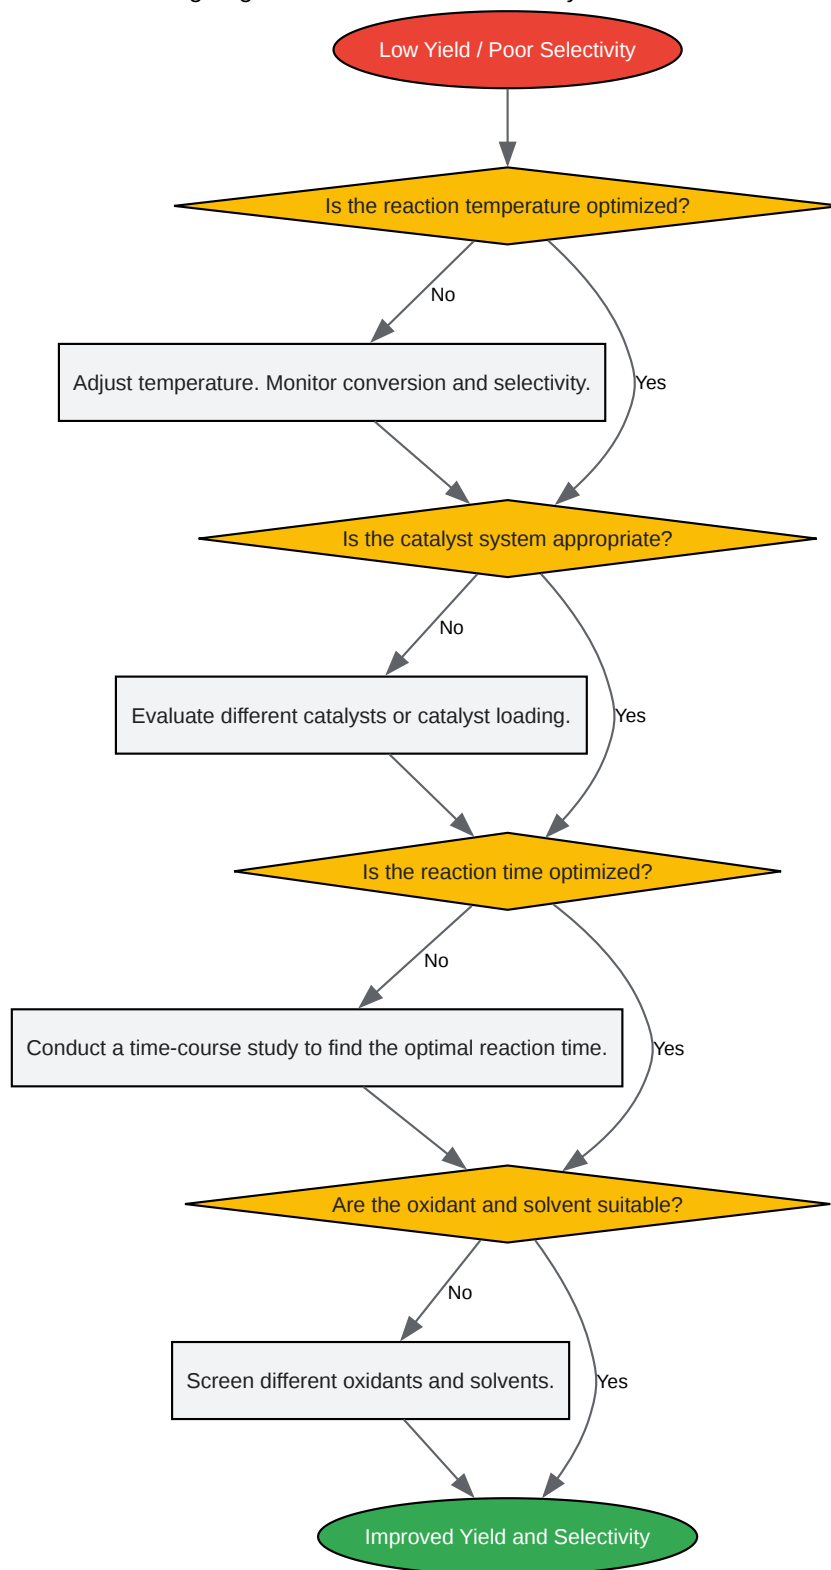 Low Yield / Poor Selectivity
Is the reaction temperature optimized?
No
Adjust temperature. Monitor conversion and selectivity.
Yes
Is the catalyst system appropriate?
No
Evaluate different catalysts or catalyst loading.
Yes
Is the reaction time optimized?
No
Conduct a time-course study to find the optimal reaction time.
Yes
Are the oxidant and solvent suitable?
No
Screen different oxidants and solvents.
Yes
Improved Yield and Selectivity